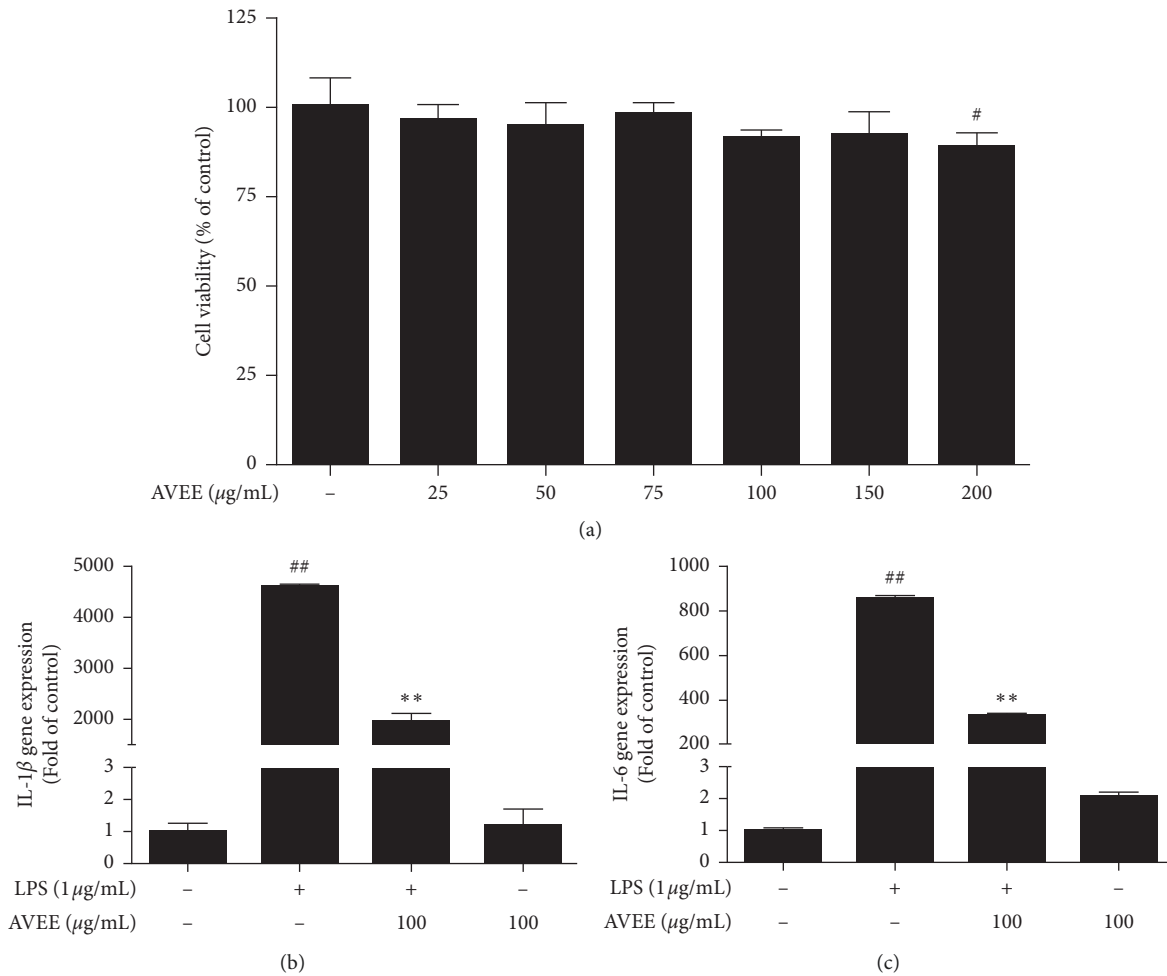 125
100
75
50
25
0
Cell viability (% of control)
#
AVEE (μg/mL) – 25 50 75 100 150 200
(a)
5000
4000
3000
2000
3
2
1
0
IL-1β gene expression
(Fold of control)
##
**
LPS (1 μg/mL) – + + –
AVEE (μg/mL) – – 100 100
(b)
1000
800
600
400
200
3
2
1
0
IL-6 gene expression
(Fold of control)
##
**
LPS (1 μg/mL) – + + –
AVEE (μg/mL) – – 100 100
(c)